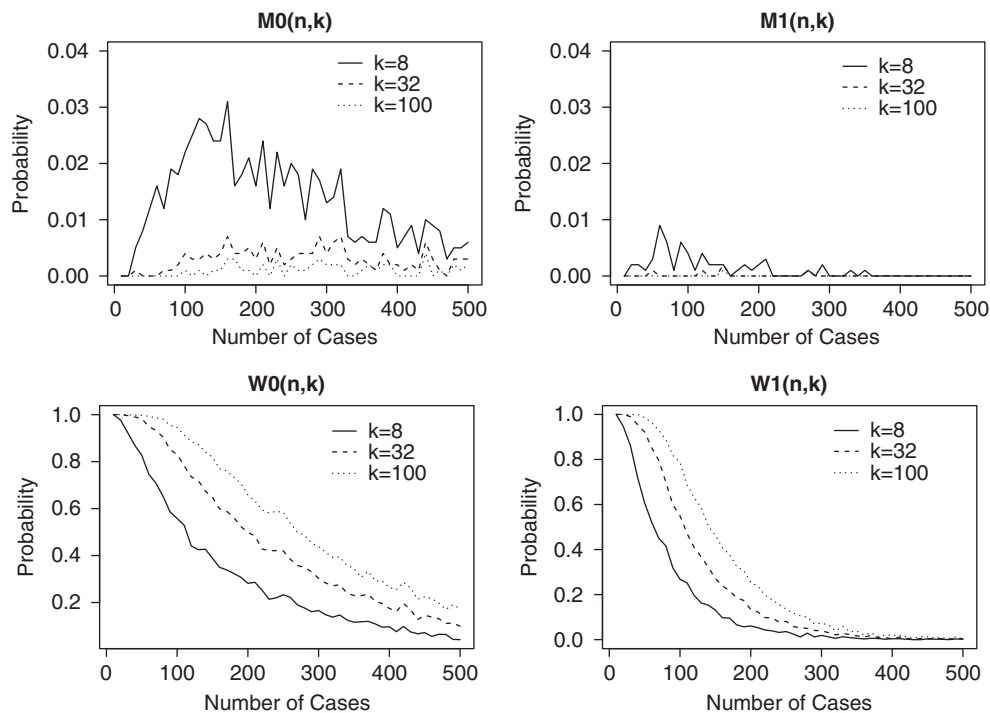 M0(n,k)
0.04
0.03
0.02
0.01
0.00
Probability
k=8
k=32
k=100
0 100 200 300 400 500
Number of Cases
M1(n,k)
0.04
0.03
0.02
0.01
0.00
Probability
k=8
k=32
k=100
0 100 200 300 400 500
Number of Cases
W0(n,k)
1.0
0.8
0.6
0.4
0.2
Probability
k=8
k=32
k=100
0 100 200 300 400 500
Number of Cases
W1(n,k)
1.0
0.8
0.6
0.4
0.2
0.0
Probability
k=8
k=32
k=100
0 100 200 300 400 500
Number of Cases